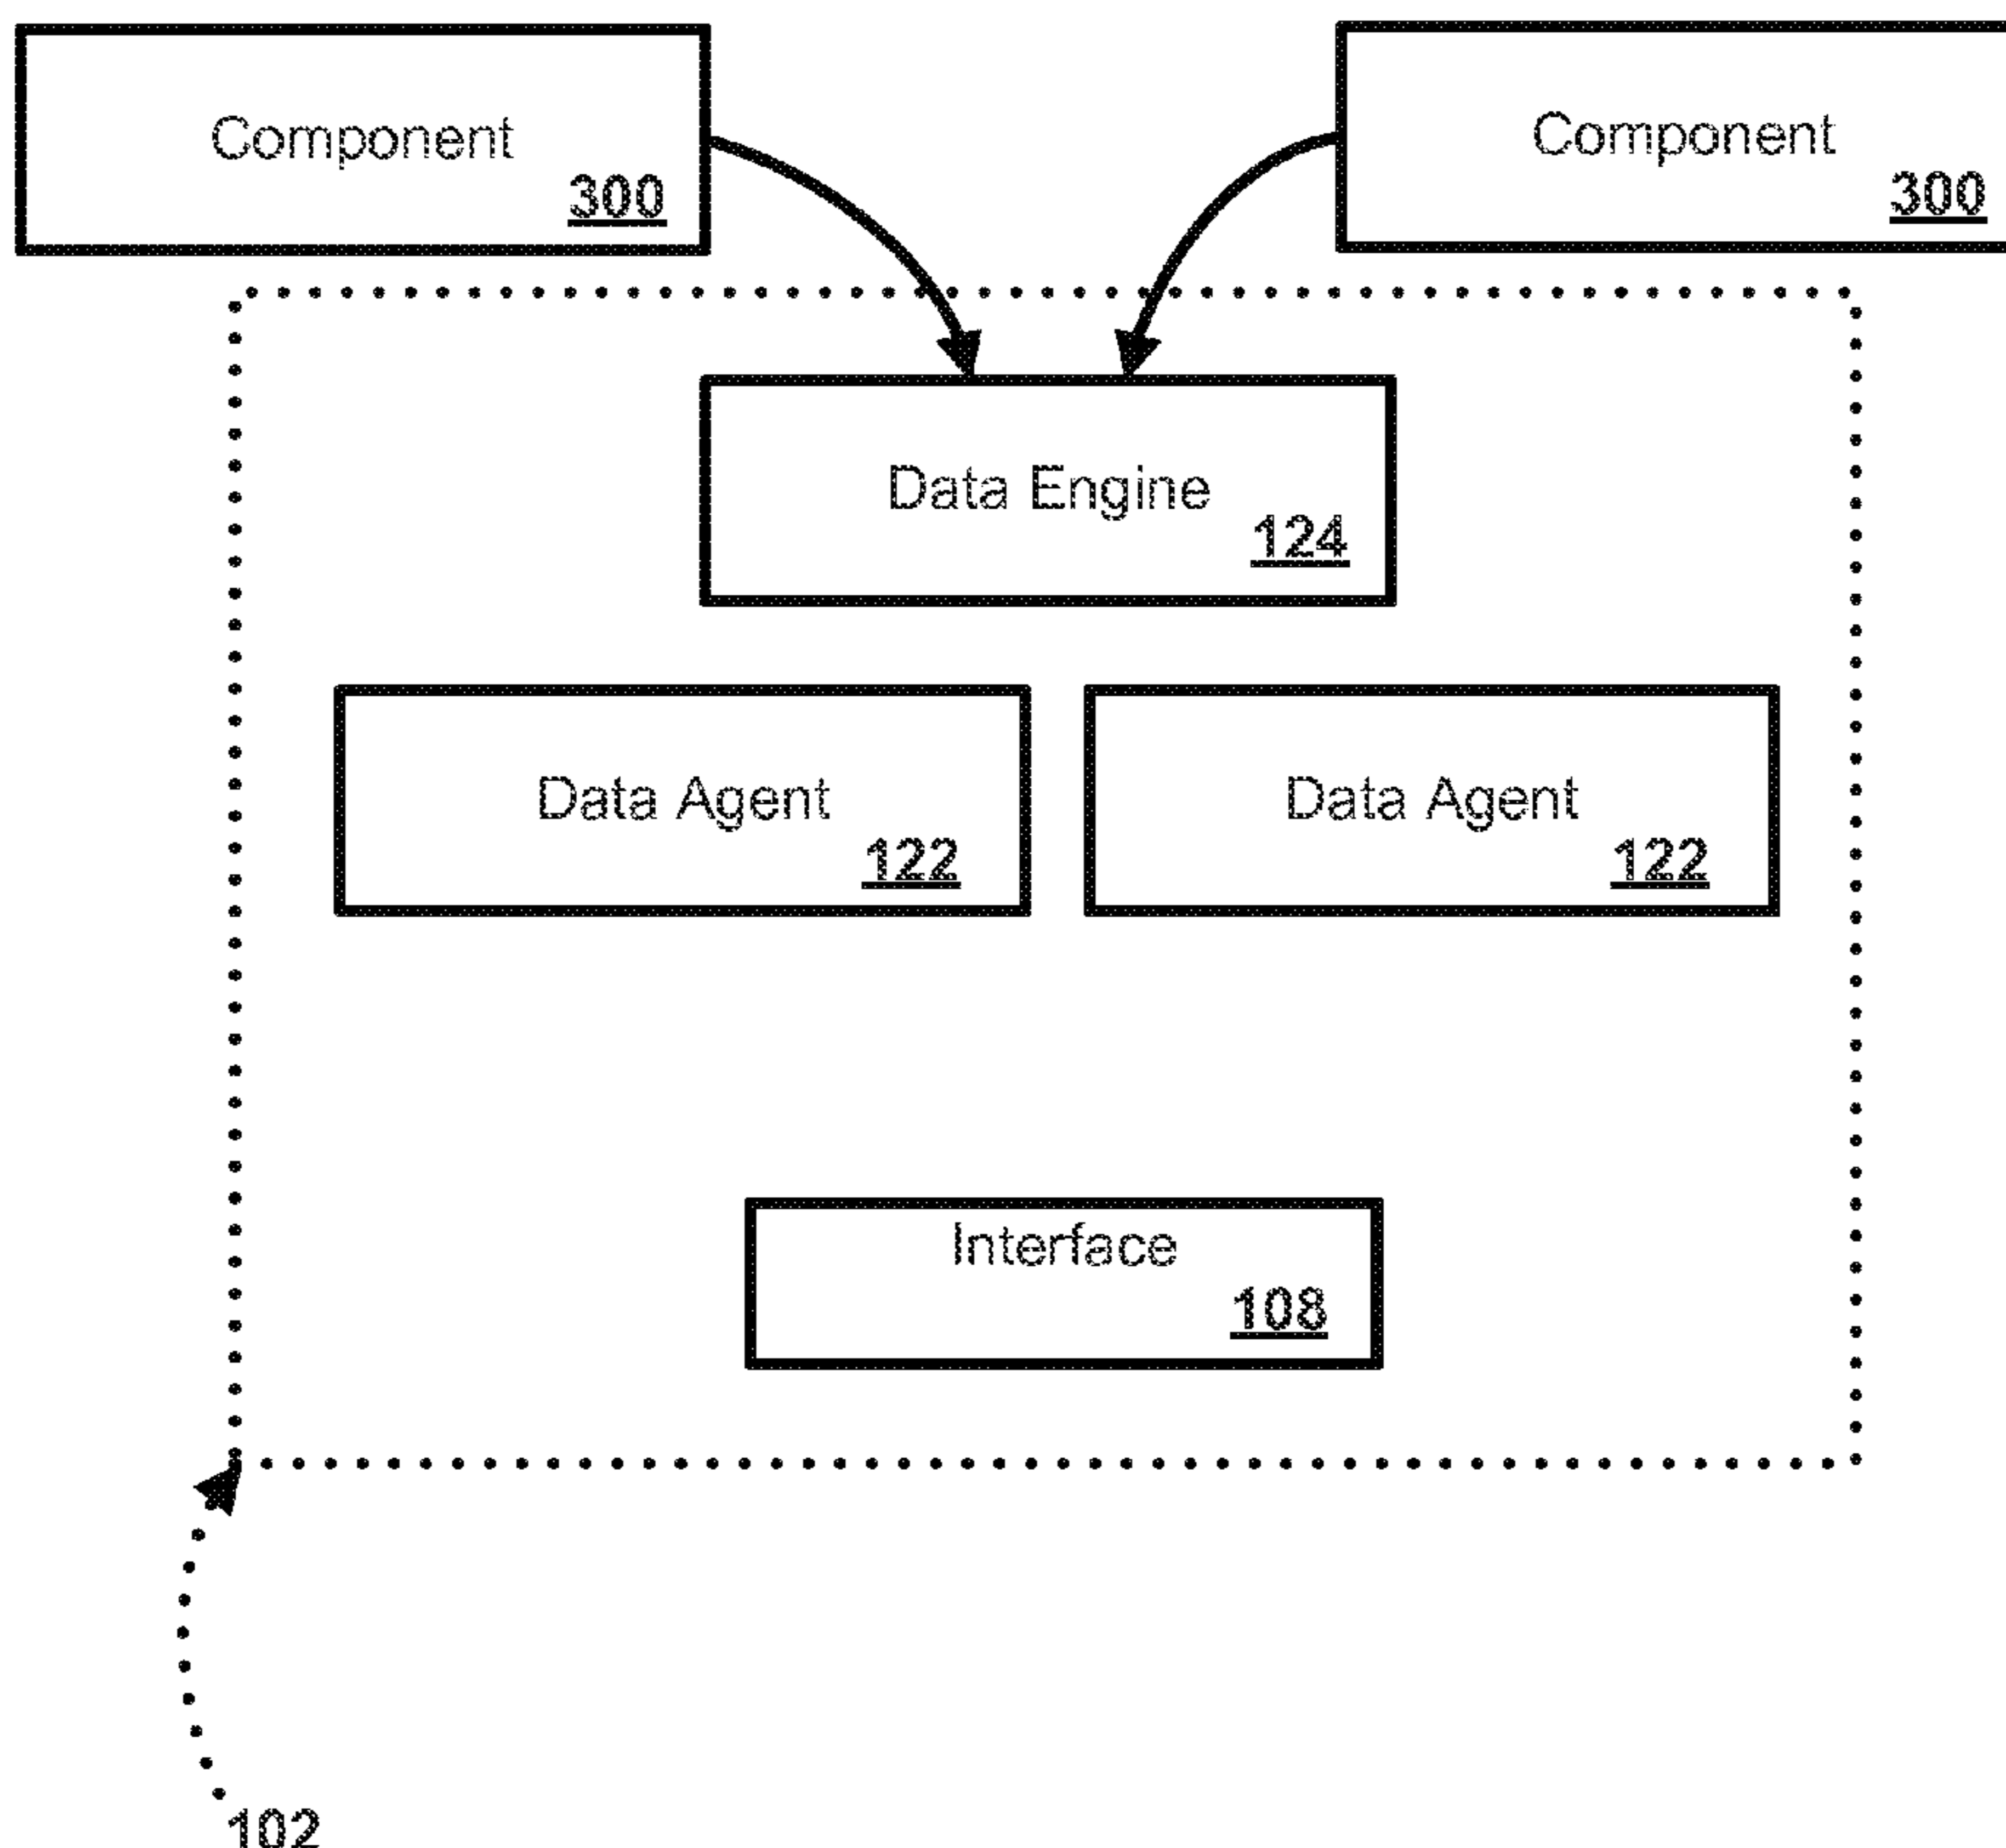 Component
300
Component
300
Data Engine
124
Data Agent
122
Data Agent
122
Interface
108
102